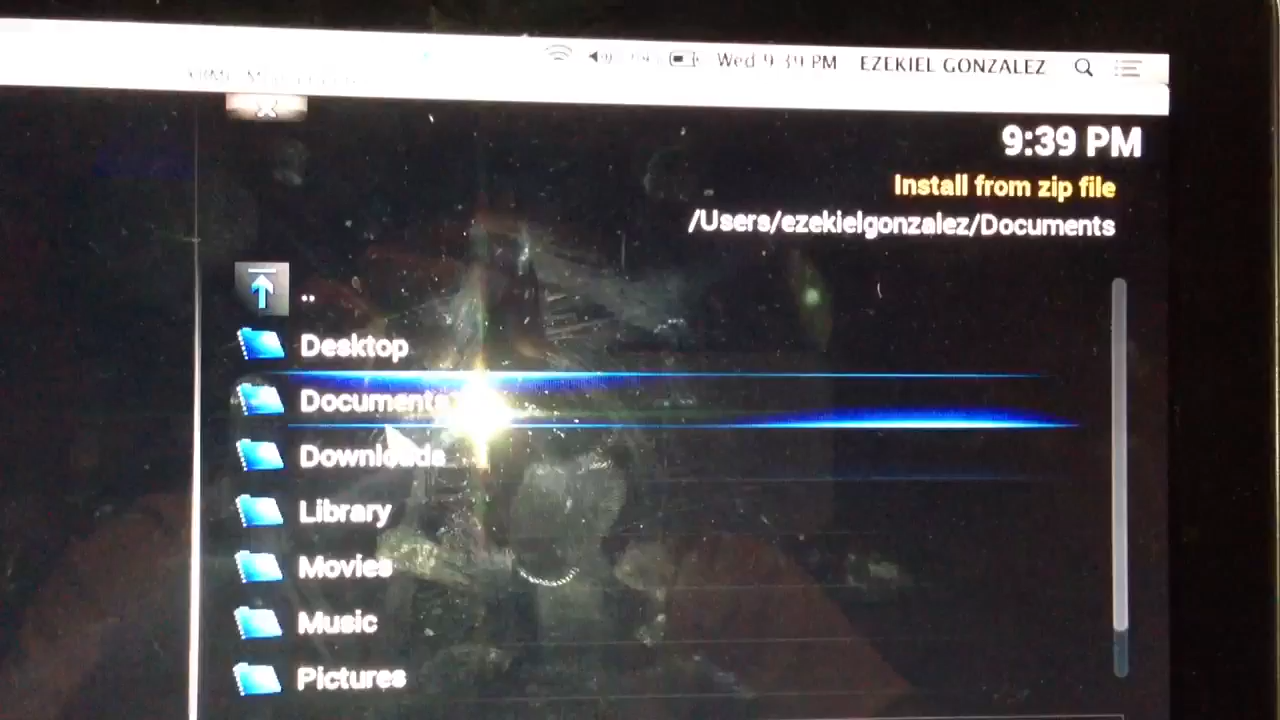 Wed 9 39 PM EZEKIEL GONZALEZ
9:39 PM
Install from zip file
/Users/ezekielgonzalez/Documents
..
Desktop
Documents
Downloads
Library
Movies
Music
Pictures